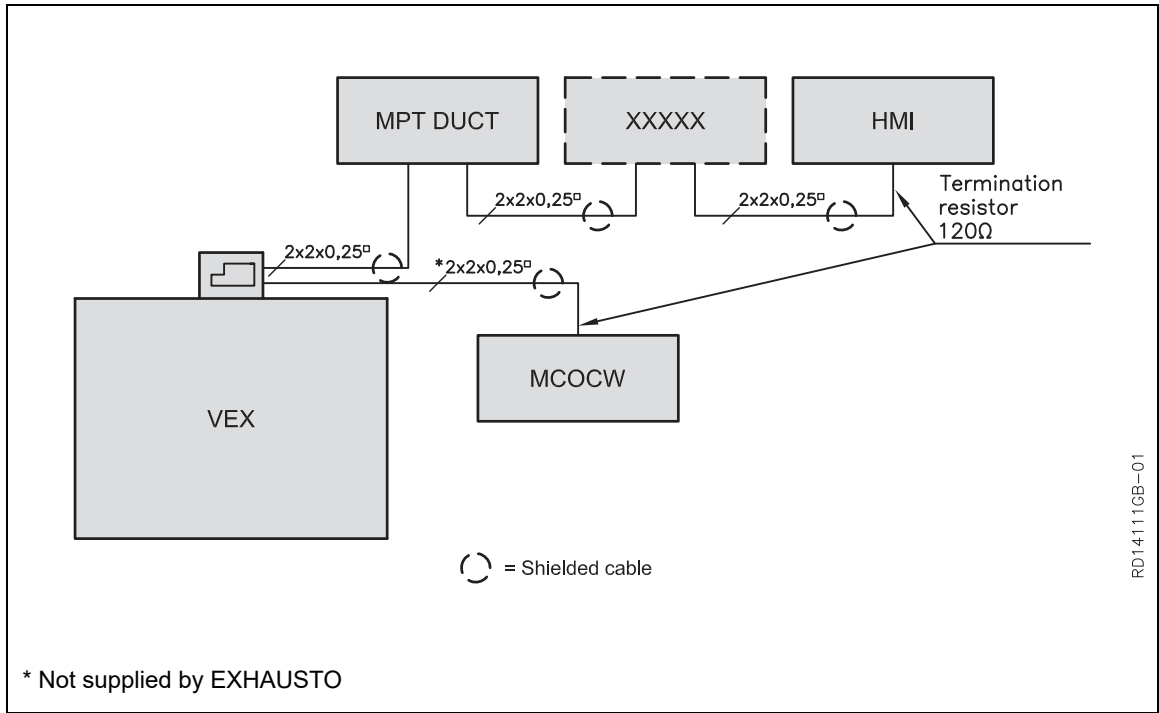 MPT DUCT
XXXXX
HMI
Termination
resistor
120Ω
2x2x0,25¤
2x2x0,25¤
2x2x0,25¤
*2x2x0,25¤
MCOCW
VEX
= Shielded cable
RD14111GB-01
* Not supplied by EXHAUSTO